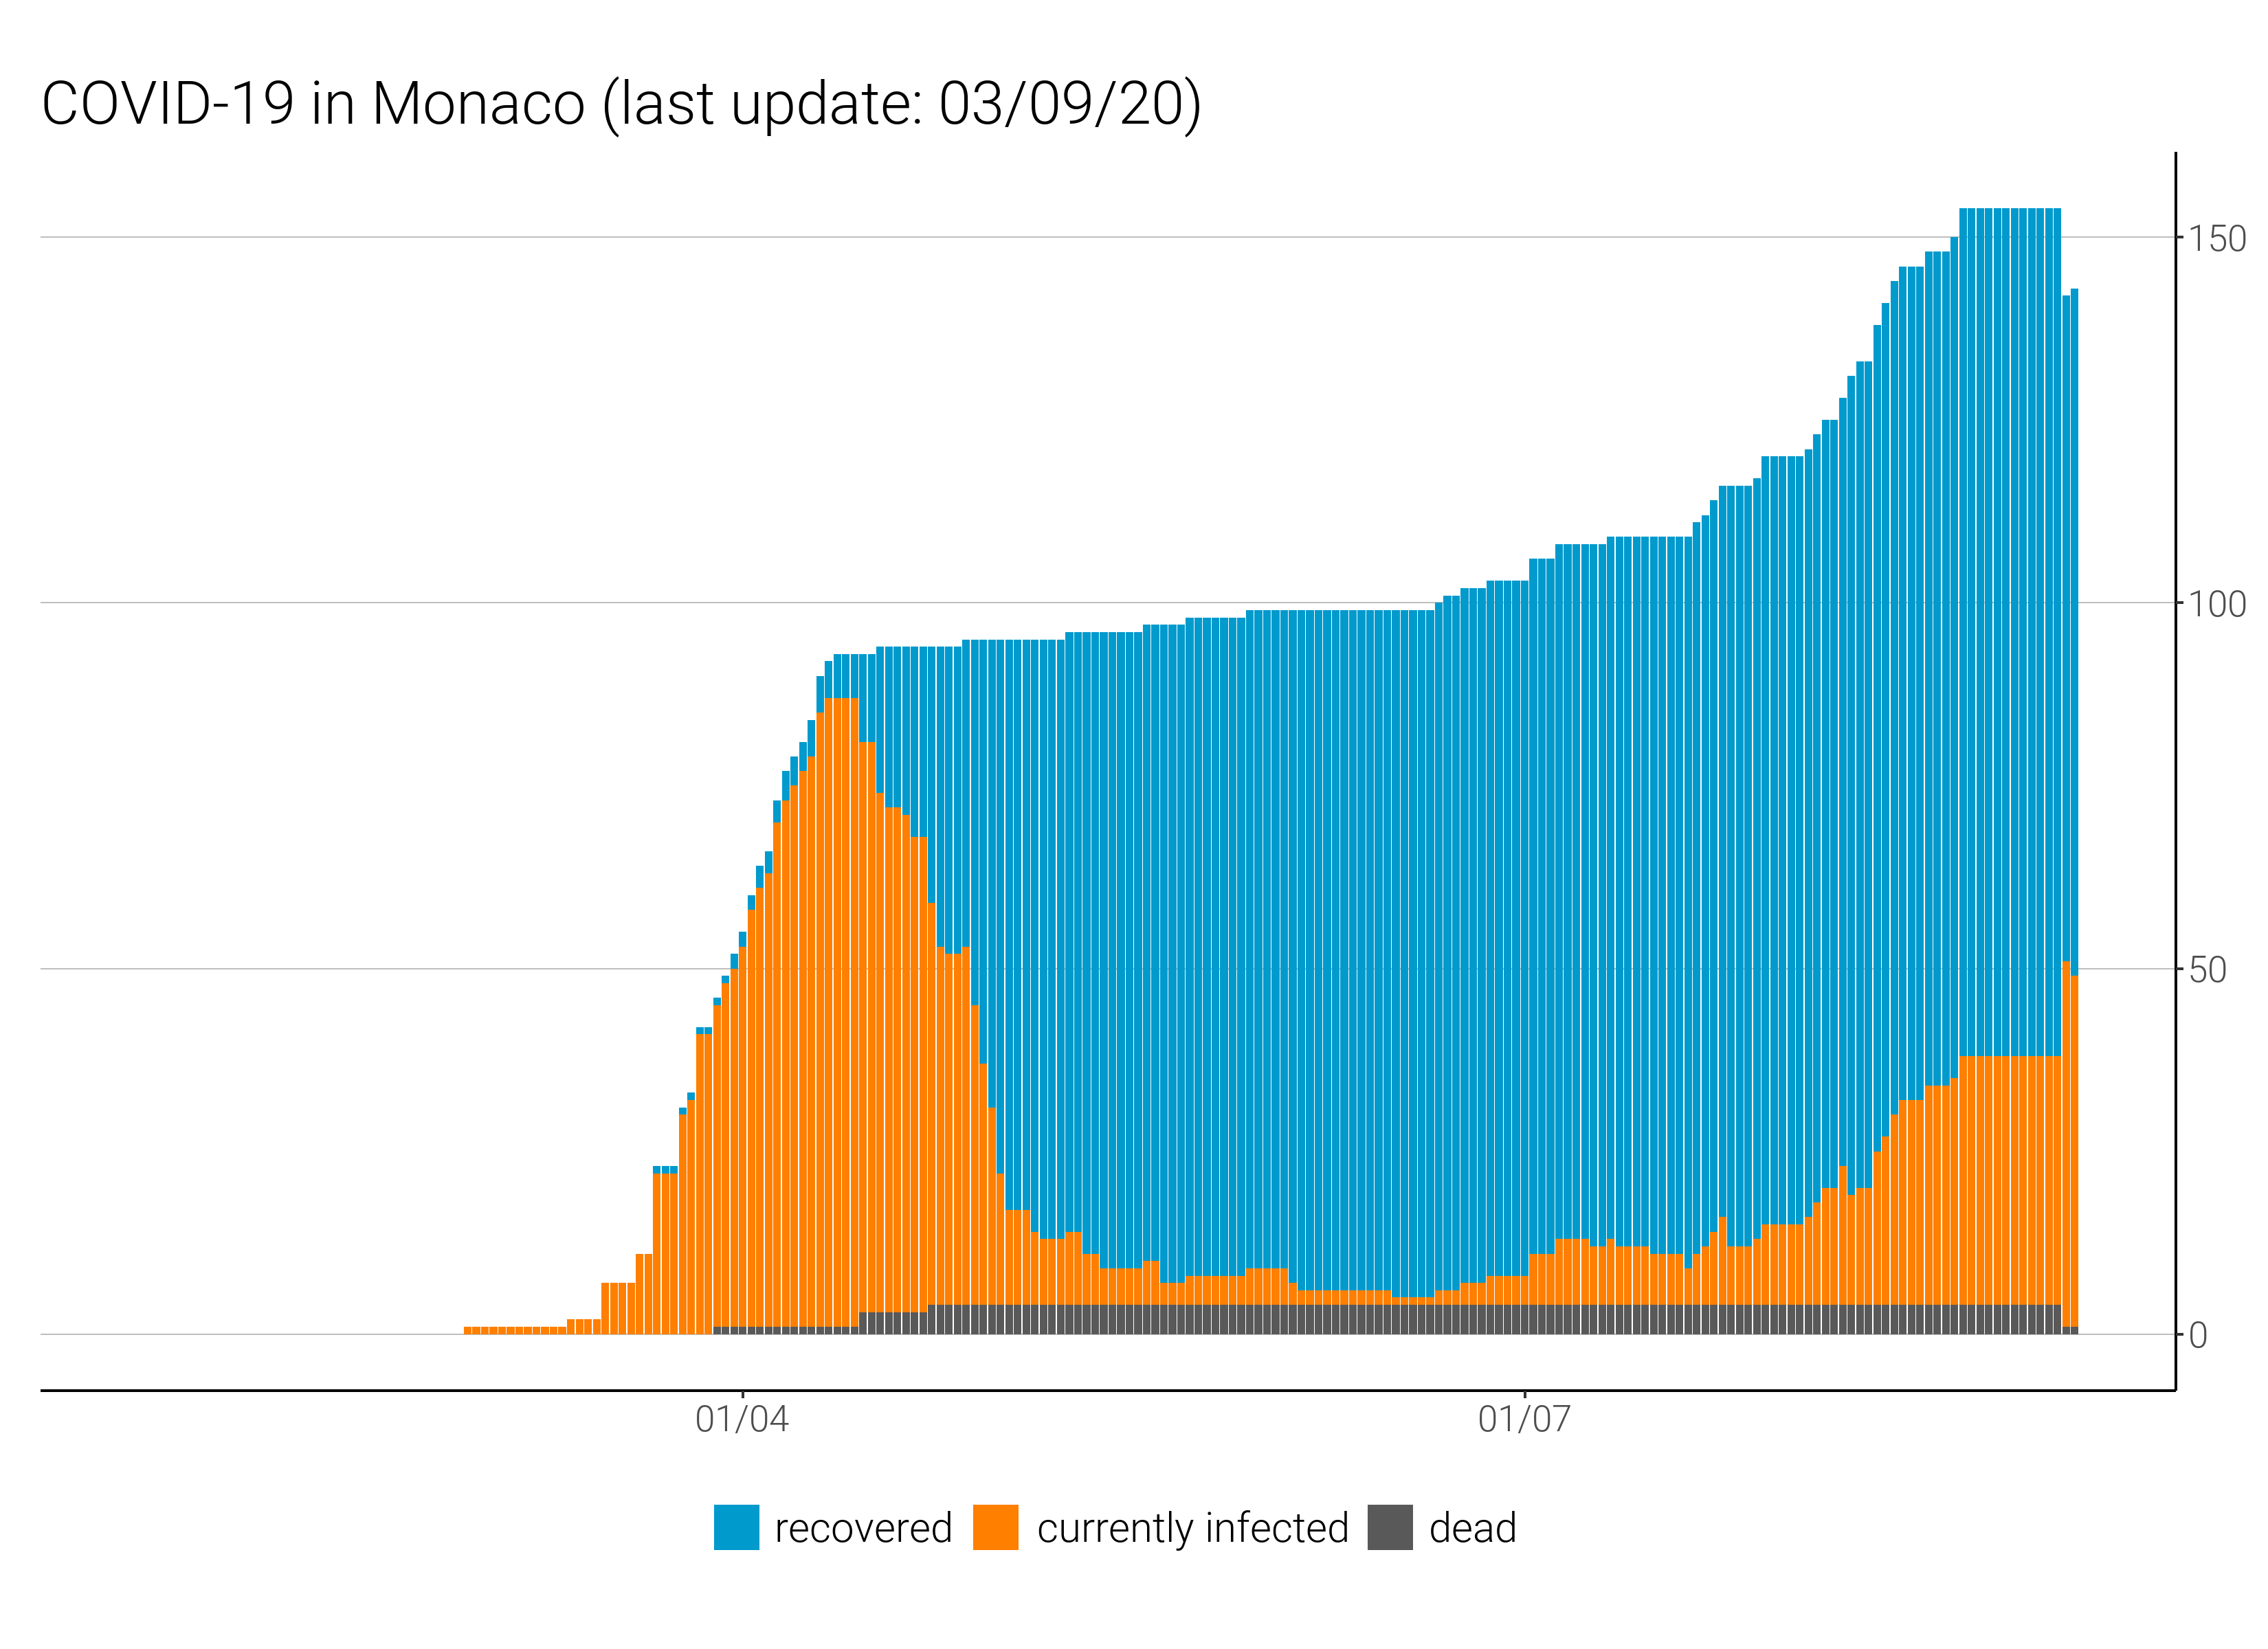 COVID-19 in Monaco (last update: 03/09/20)
150
100
50
0
01/04 01/07
recovered currently infected dead